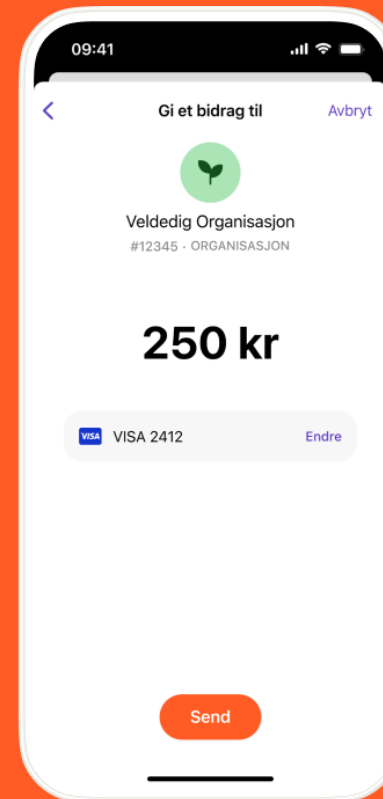 09:41
Gi et bidrag til
Avbryt
Veldedig Organisasjon
#12345 - ORGANISASJON
250 kr
VISA VISA 2412 Endre
Send